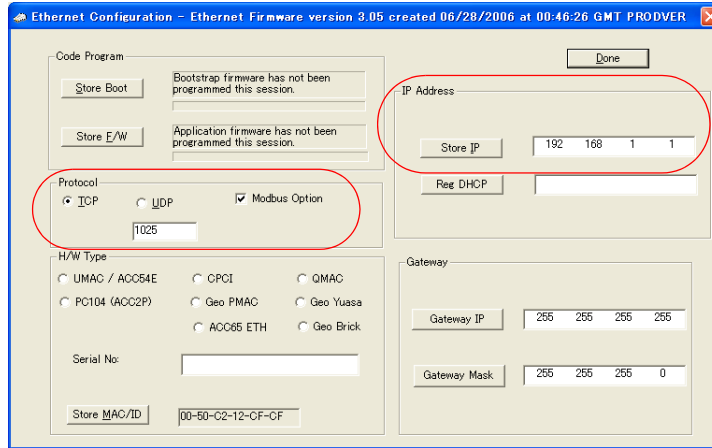 Ethernet Configuration - Ethernet Firmware version 3.05 created 06/28/2006 at 00:46:26 GMT PRODVER
Code Program
Store Boot
Bootstrap firmware has not been
programmed this session.
Store F/W
Application firmware has not been
programmed this session.
Protocol
TCP
UDP
Modbus Option
1025
H/W Type
UMAC / ACC54E
CPCI
QMAC
PC104 (ACC2P)
Geo PMAC
Geo Yuasa
ACC65 ETH
Geo Brick
Serial No:
Store MAC/ID
00-50-C2-12-CF-CF
Done
IP Address
Store IP
192 168 1 1
Reg DHCP
Gateway
Gateway IP
255 255 255 255
Gateway Mask
255 255 255 0